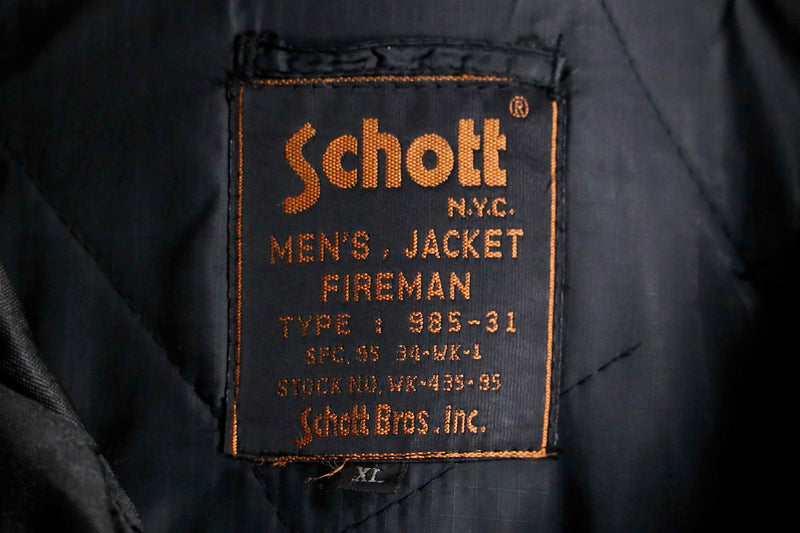 Schott®
N.Y.C.
MEN'S, JACKET
FIREMAN
TYPE : 985-31
SPC. 95 34-WK-1
STOCK NO. WK-435-95
Schott Bros., Inc.
XL